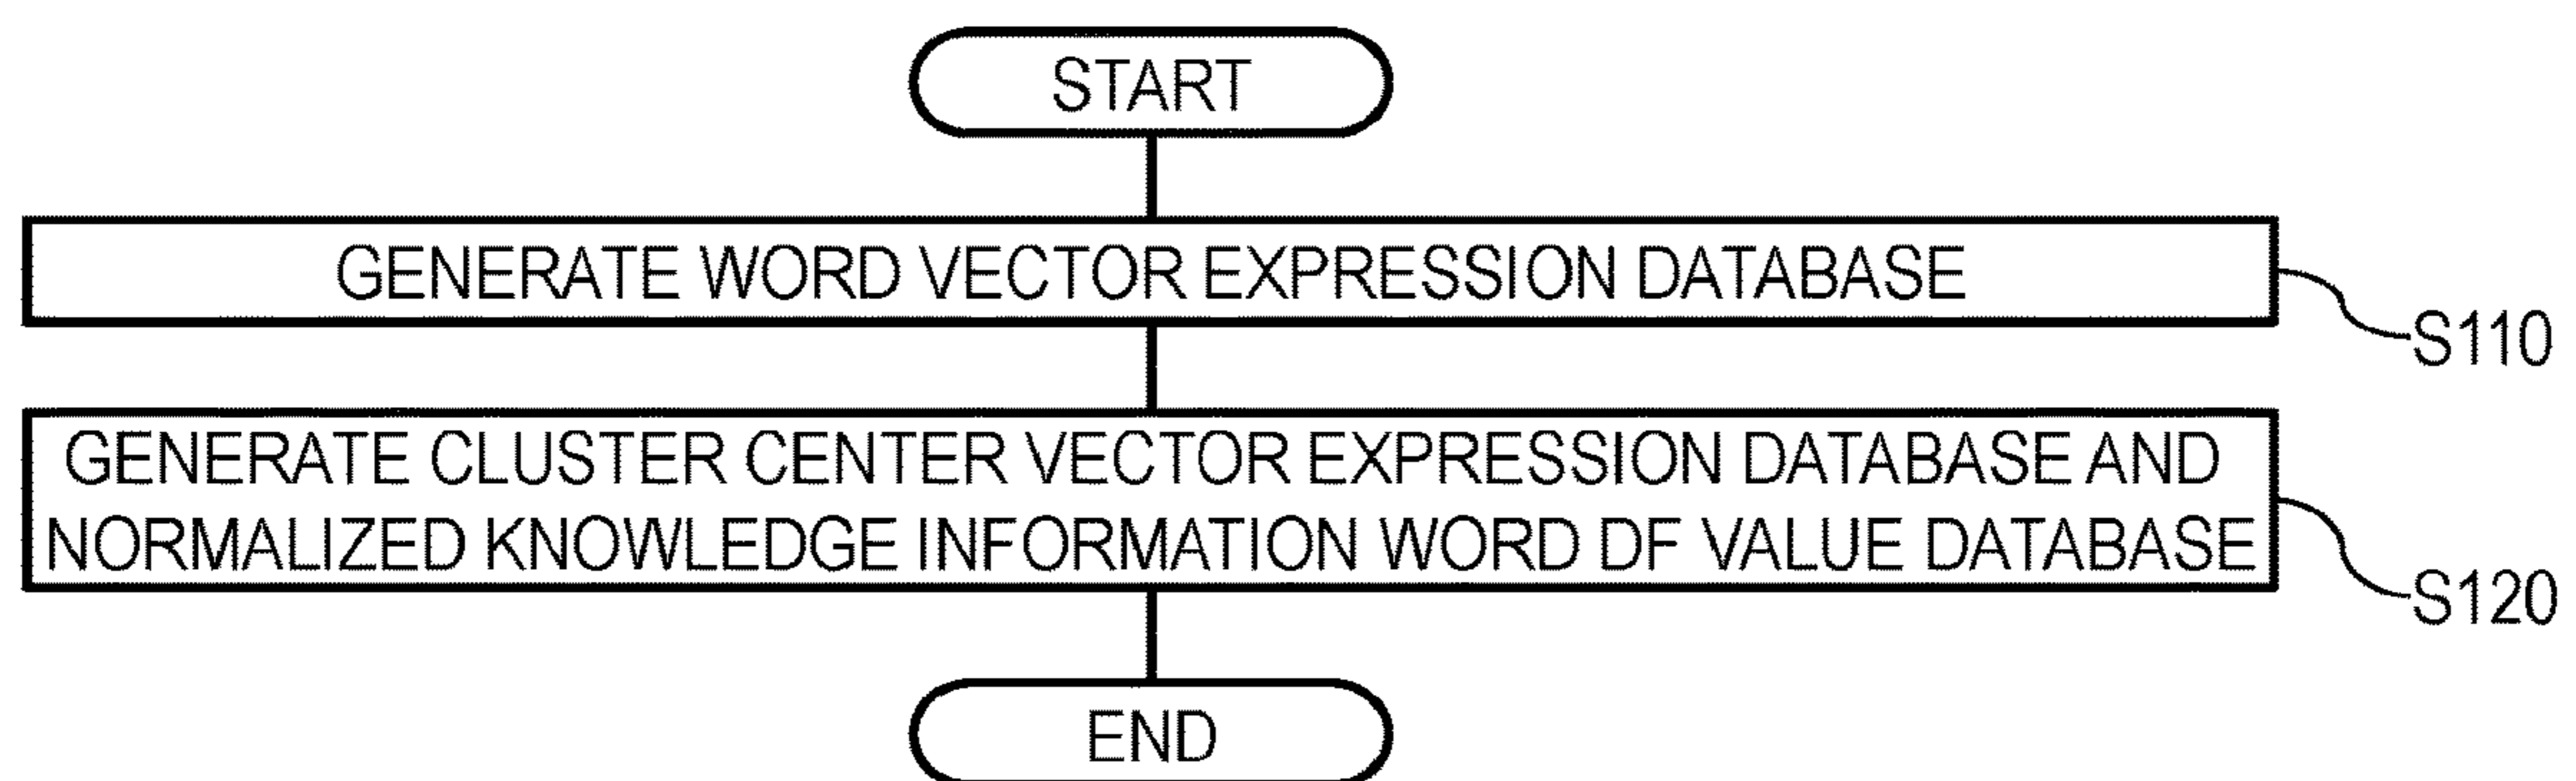 START
GENERATE WORD VECTOR EXPRESSION DATABASE
S110
GENERATE CLUSTER CENTER VECTOR EXPRESSION DATABASE AND
NORMALIZED KNOWLEDGE INFORMATION WORD DF VALUE DATABASE
S120
END